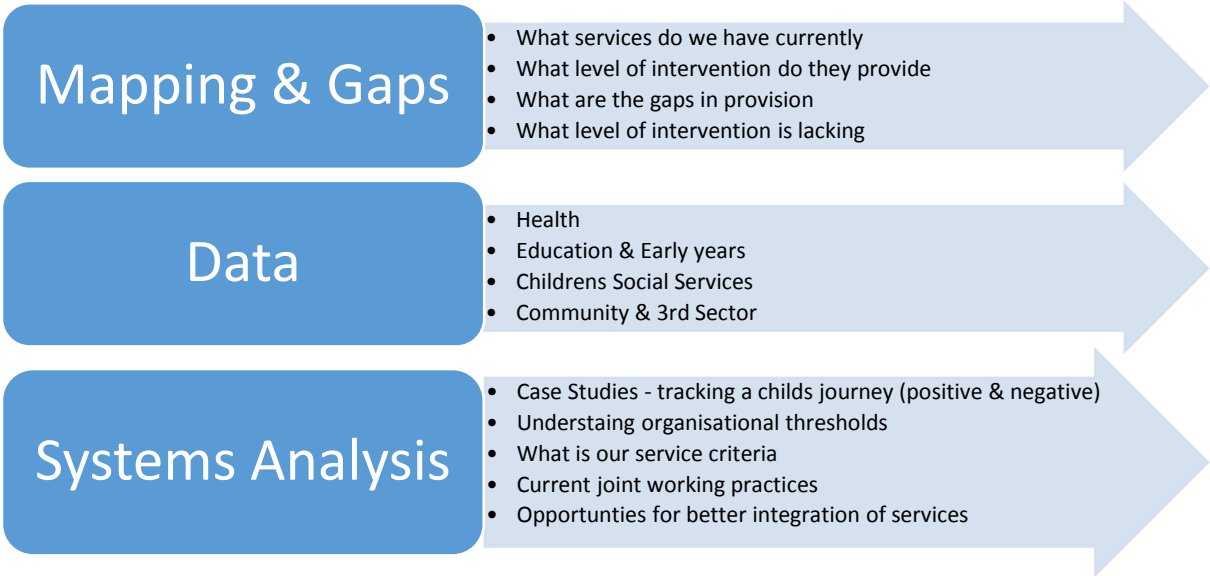 Mapping & Gaps
• What services do we have currently
• What level of intervention do they provide
• What are the gaps in provision
• What level of intervention is lacking
Data
• Health
• Education & Early years
• Childrens Social Services
• Community & 3rd Sector
Systems Analysis
• Case Studies - tracking a childs journey (positive & negative)
• Understaing organisational thresholds
• What is our service criteria
• Current joint working practices
• Opportunties for better integration of services